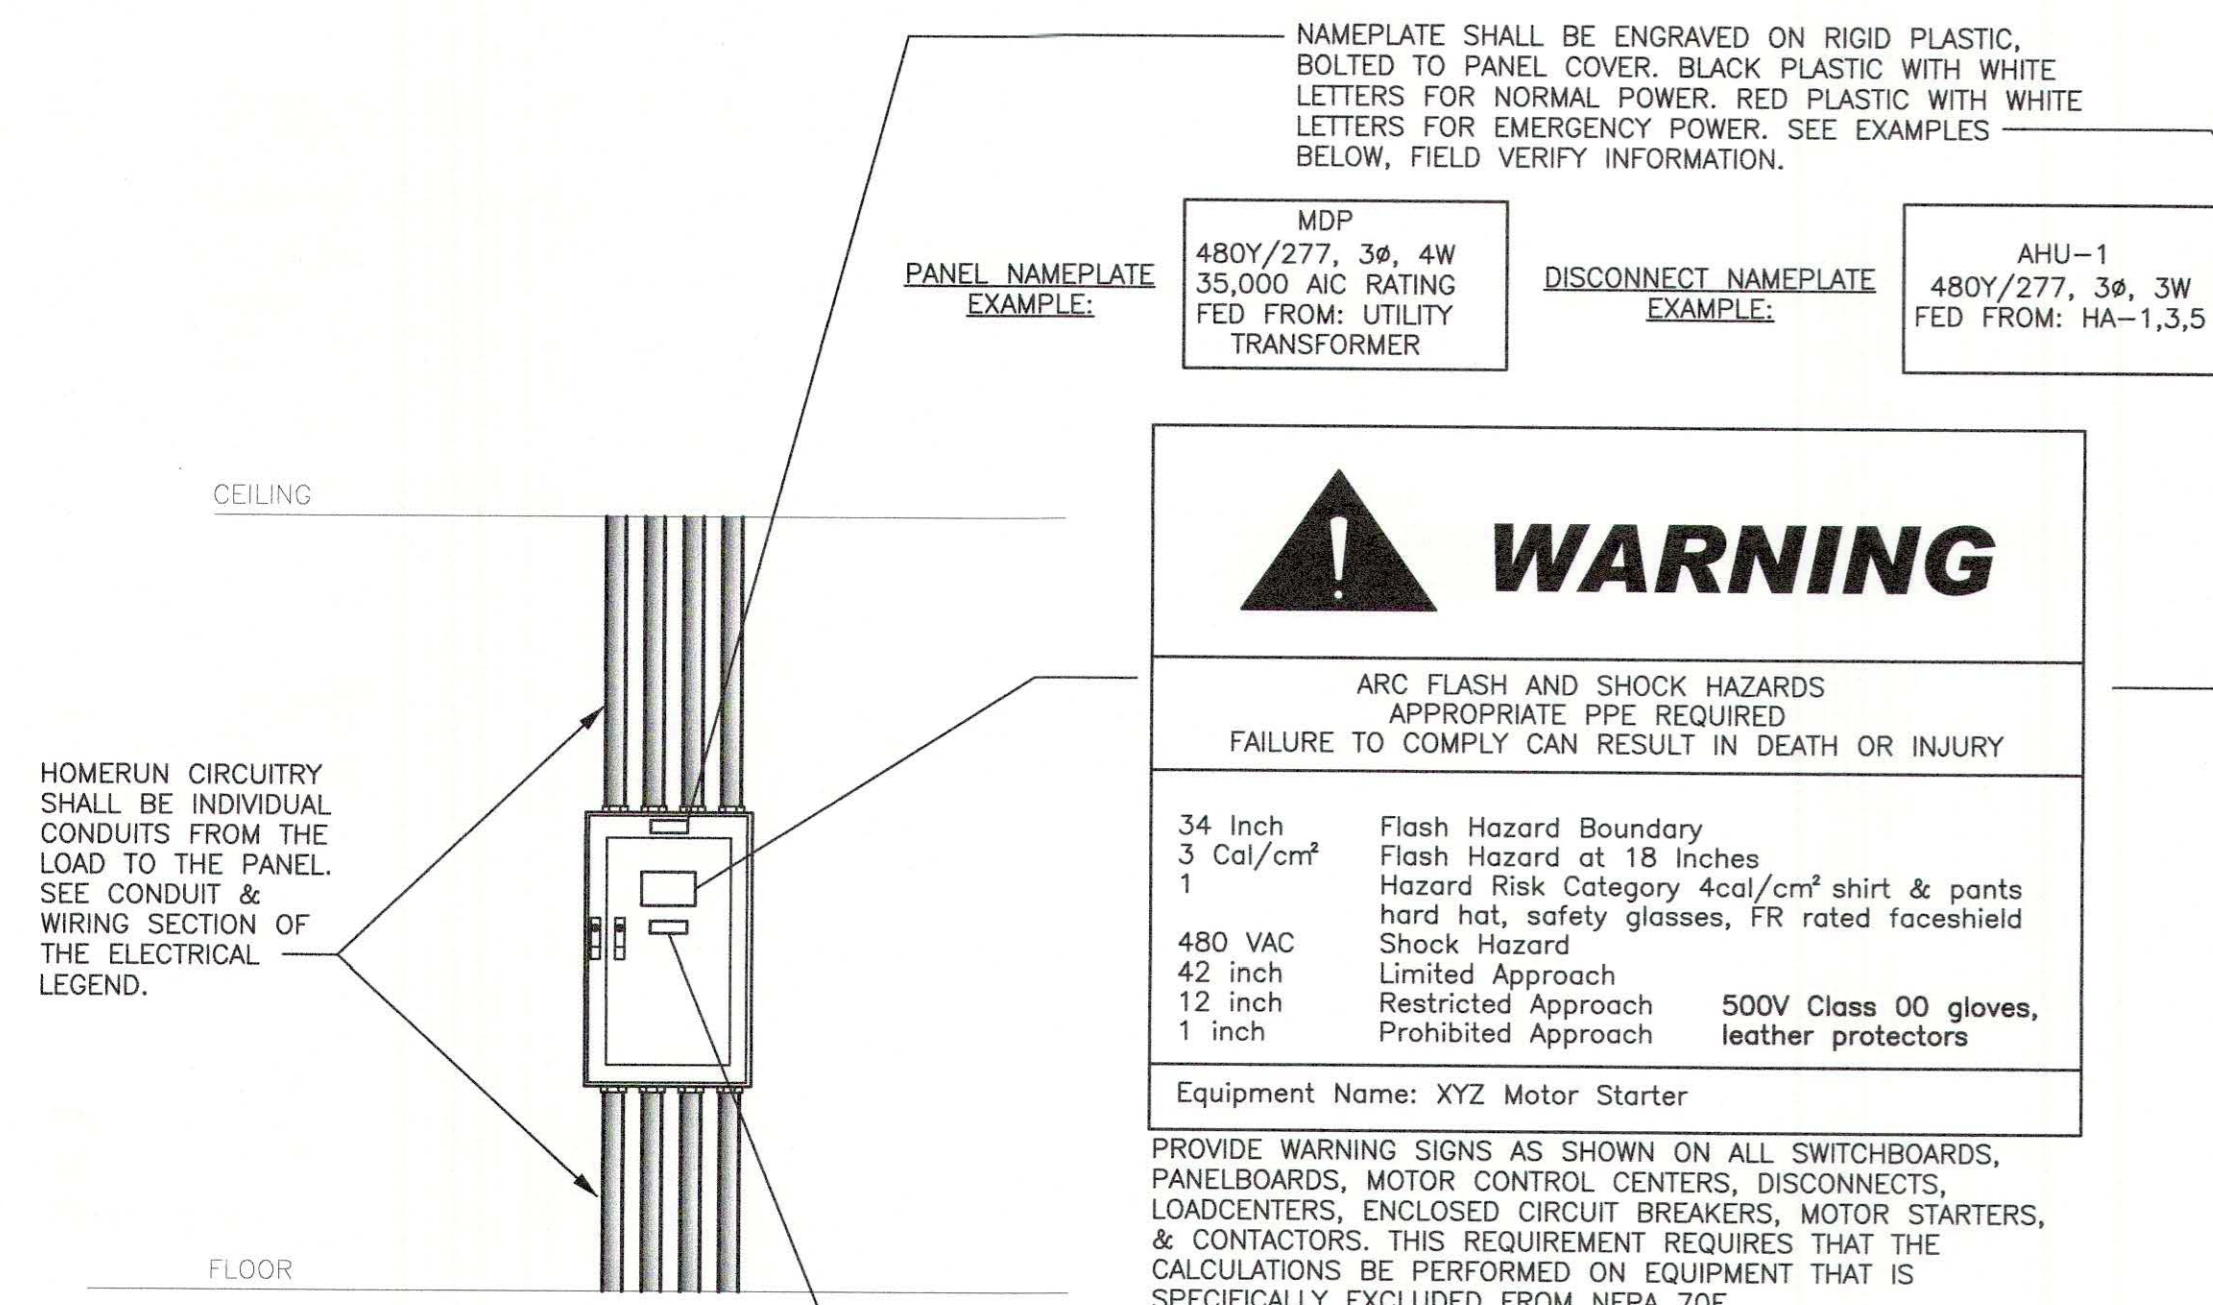 NAMEPLATE SHALL BE ENGRAVED ON RIGID PLASTIC,
BOLTED TO PANEL COVER. BLACK PLASTIC WITH WHITE
LETTERS FOR NORMAL POWER. RED PLASTIC WITH WHITE
LETTERS FOR EMERGENCY POWER. SEE EXAMPLES
BELOW, FIELD VERIFY INFORMATION.
PANEL NAMEPLATE
EXAMPLE:
MDP
480Y/277, 3ø, 4W
35,000 AIC RATING
FED FROM: UTILITY
TRANSFORMER
DISCONNECT NAMEPLATE
EXAMPLE:
AHU-1
480Y/277, 3ø, 3W
FED FROM: HA-1,3,5
CEILING
HOMERUN CIRCUITRY
SHALL BE INDIVIDUAL
CONDUITS FROM THE
LOAD TO THE PANEL.
SEE CONDUIT &
WIRING SECTION OF
THE ELECTRICAL
LEGEND.
FLOOR
WARNING
ARC FLASH AND SHOCK HAZARDS
APPROPRIATE PPE REQUIRED
FAILURE TO COMPLY CAN RESULT IN DEATH OR INJURY
34 Inch Flash Hazard Boundary
3 Cal/cm² Flash Hazard at 18 Inches
1 Hazard Risk Category 4cal/cm² shirt & pants
hard hat, safety glasses, FR rated faceshield
480 VAC Shock Hazard
42 inch Limited Approach
12 inch Restricted Approach 500V Class 00 gloves,
1 inch Prohibited Approach leather protectors
Equipment Name: XYZ Motor Starter
PROVIDE WARNING SIGNS AS SHOWN ON ALL SWITCHBOARDS,
PANELBOARDS, MOTOR CONTROL CENTERS, DISCONNECTS,
LOADCENTERS, ENCLOSED CIRCUIT BREAKERS, MOTOR STARTERS,
& CONTACTORS. THIS REQUIREMENT REQUIRES THAT THE
CALCULATIONS BE PERFORMED ON EQUIPMENT THAT IS
SPECIFICALLY EXCLUDED FROM NFPA 70E